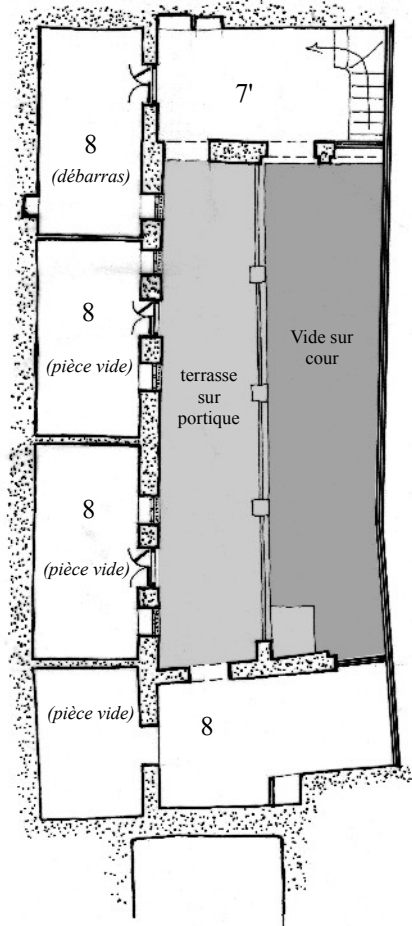 7'
8
(débarras)
8
(pièce vide)
terrasse
sur
portique
Vide sur
cour
8
(pièce vide)
(pièce vide)
8